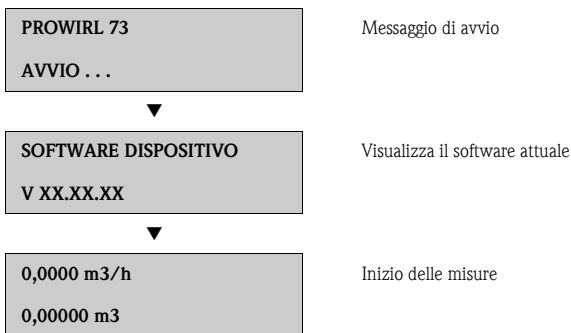 PROWIRL 73
Messaggio di avvio
AVVIO . . .
▼
SOFTWARE DISPOSITIVO
Visualizza il software attuale
V XX.XX.XX
▼
0,0000 m3/h
Inizio delle misure
0,00000 m3